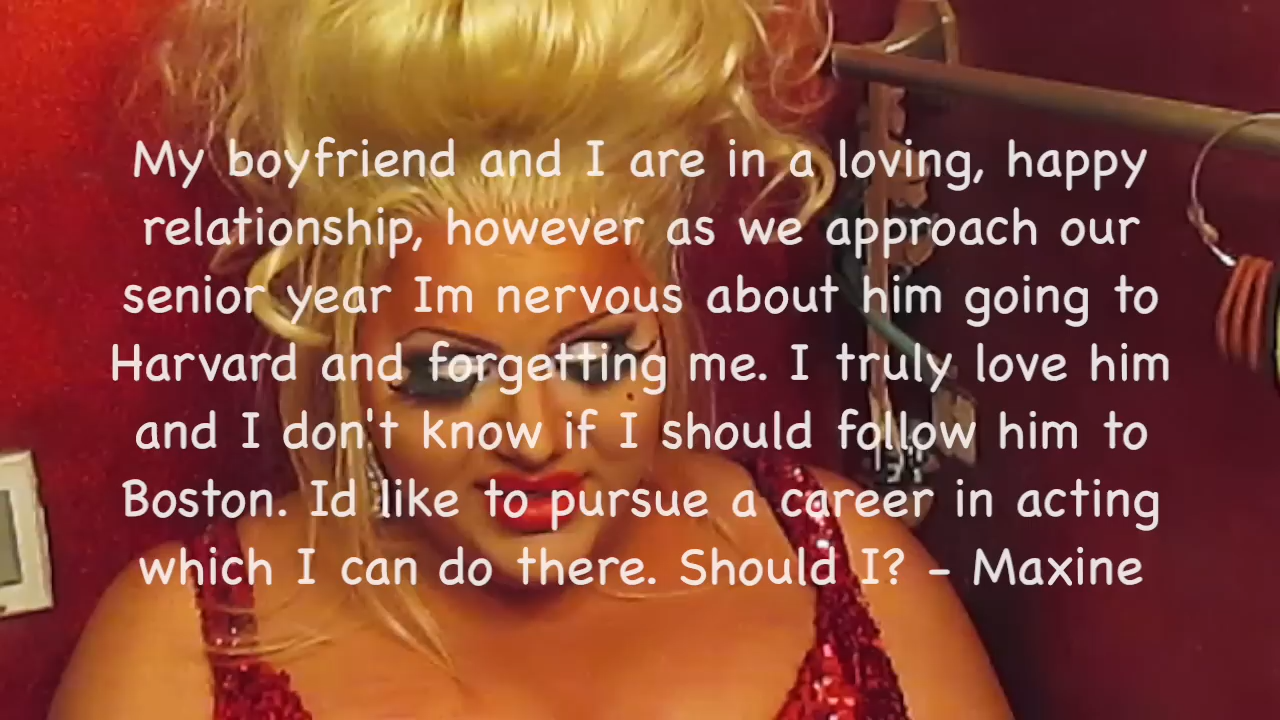 My boyfriend and I are in a loving, happy
relationship, however as we approach our
senior year Im nervous about him going to
Harvard and forgetting me. I truly love him
and I don't know if I should follow him to
Boston. Id like to pursue a career in acting
which I can do there. Should I? - Maxine